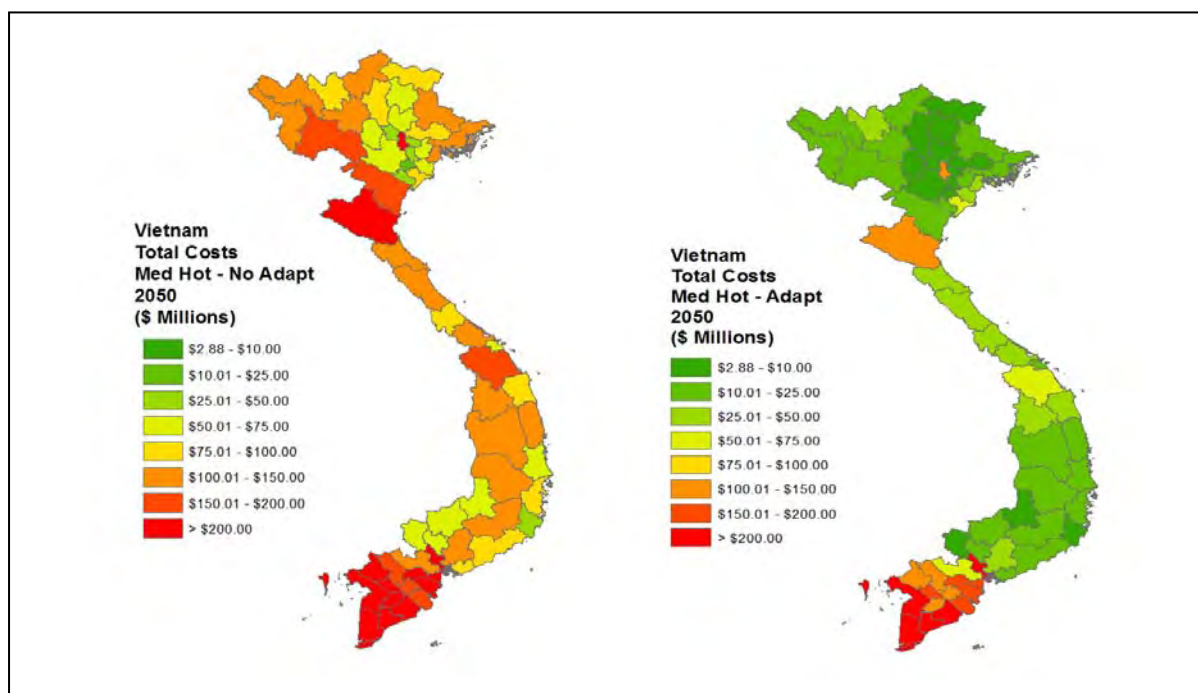 Vietnam
Total Costs
Med Hot - No Adapt
2050
($ Millions)
$2.88 - $10.00
$10.01 - $25.00
$25.01 - $50.00
$50.01 - $75.00
$75.01 - $100.00
$100.01 - $150.00
$150.01 - $200.00
> $200.00
Vietnam
Total Costs
Med Hot - Adapt
2050
($ Millions)
$2.88 - $10.00
$10.01 - $25.00
$25.01 - $50.00
$50.01 - $75.00
$75.01 - $100.00
$100.01 - $150.00
$150.01 - $200.00
> $200.00